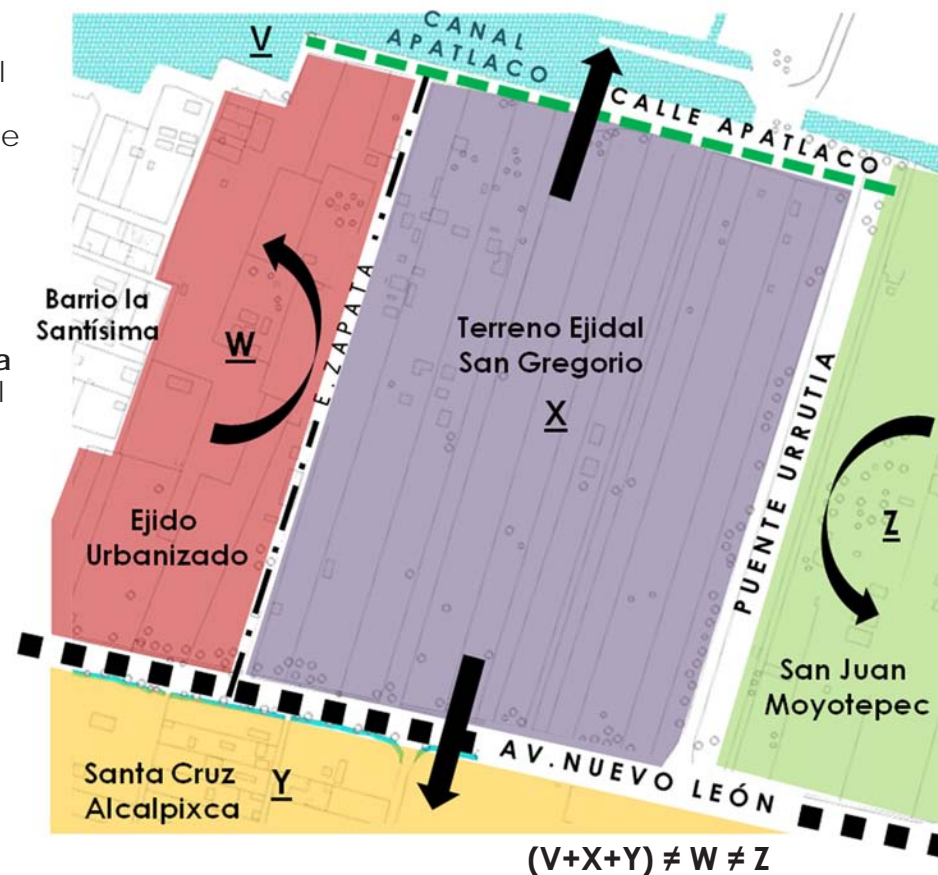 l
e
a
l
V
CANAL
APATLACO
CALLE APATLACO
E. ZAPATA
Barrio la
Santísima
W
Terreno Ejidal
San Gregorio
X
PUENTE URRUTIA
Z
Ejido
Urbanizado
San Juan
Moyotepec
AV. NUEVO LEÓN
Santa Cruz
Alcalpixca
Y
(V+X+Y) ≠ W ≠ Z